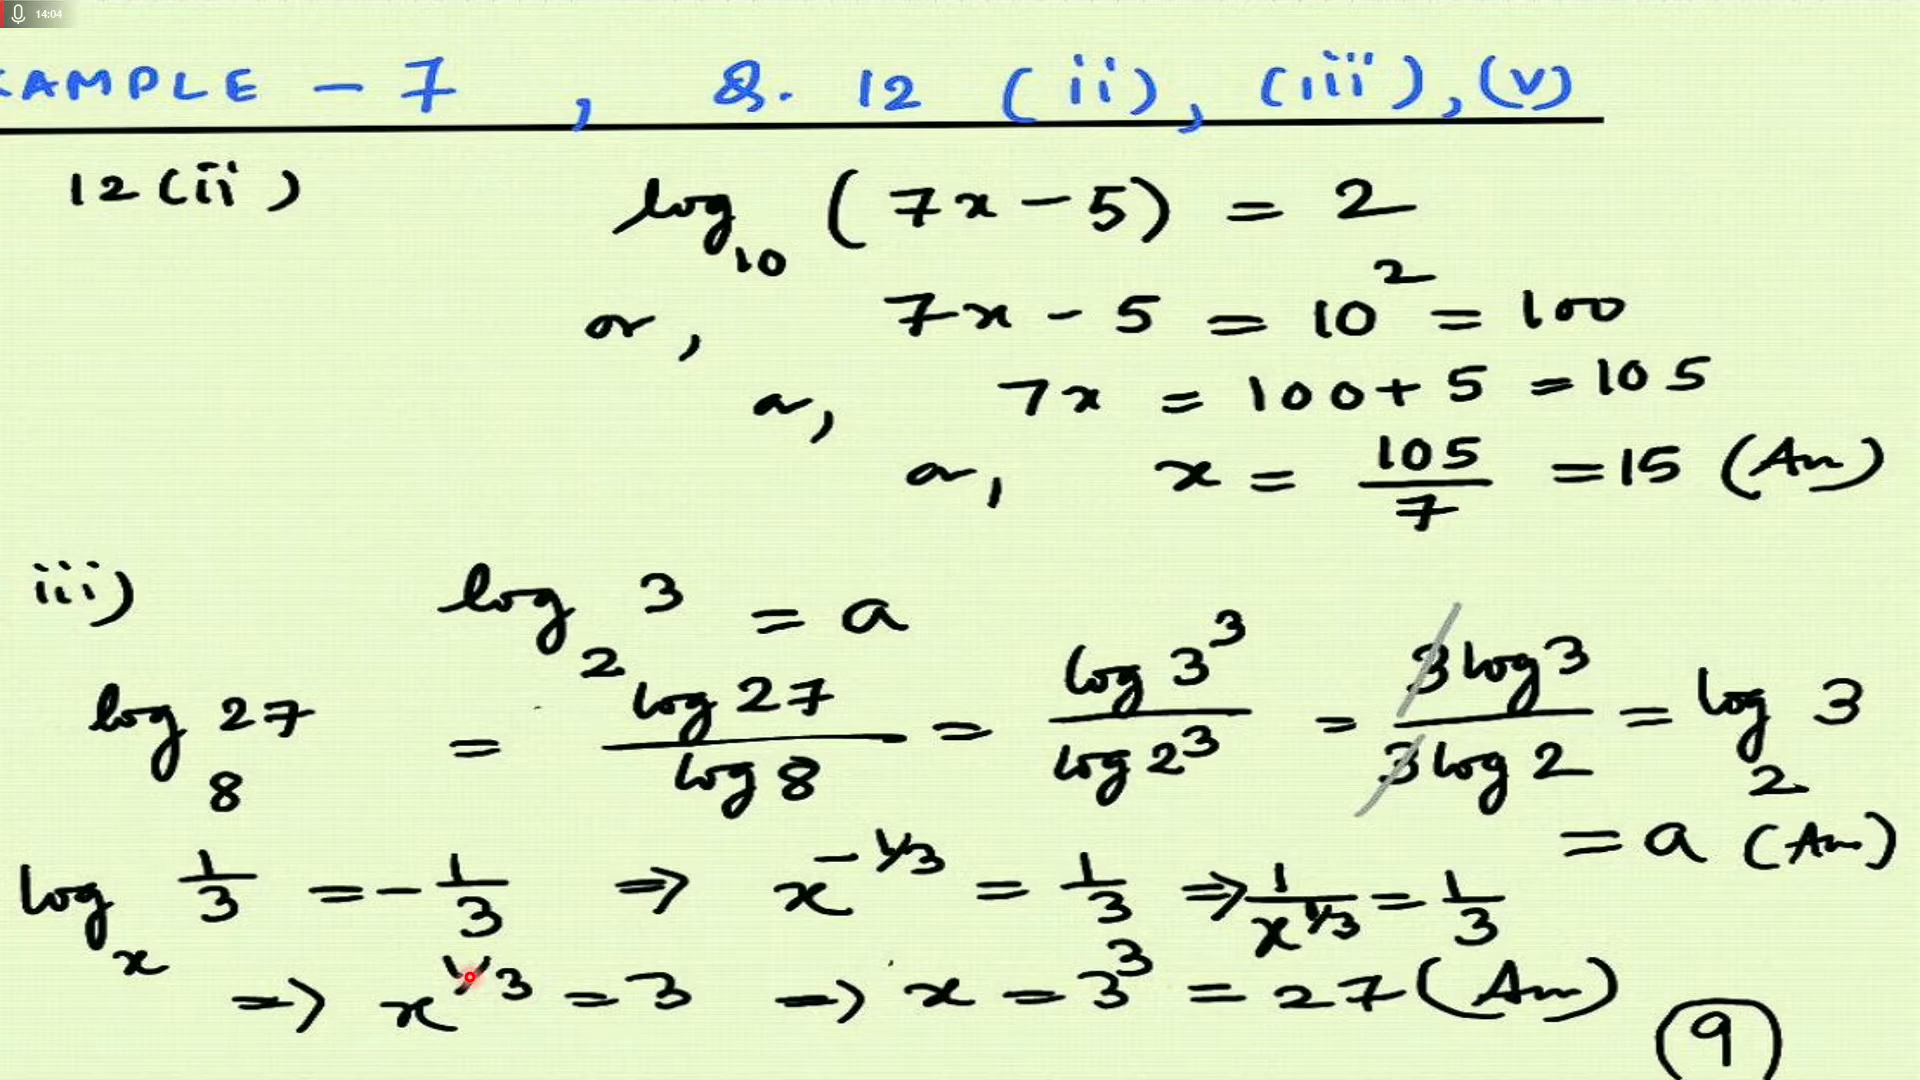 14:04
XAMPLE - 7 , Q. 12 (ii), (iii), (v)
12(ii) log₁₀ (7x - 5) = 2
or, 7x - 5 = 10² = 100
or, 7x = 100 + 5 = 105
or, x = 105/7 = 15 (Ans)
iii) log₂ 3 = a
log₈ 27 = log 27 / log 8 = log 3³ / log 2³ = 3 log 3 / 3 log 2 = log₂ 3
= a (Ans)
logₓ 1/3 = - 1/3 ⇒ x^(-1/3) = 1/3 ⇒ 1/x^(1/3) = 1/3
⇒ x^(1/3) = 3 ⇒ x = 3³ = 27 (Ans)
9